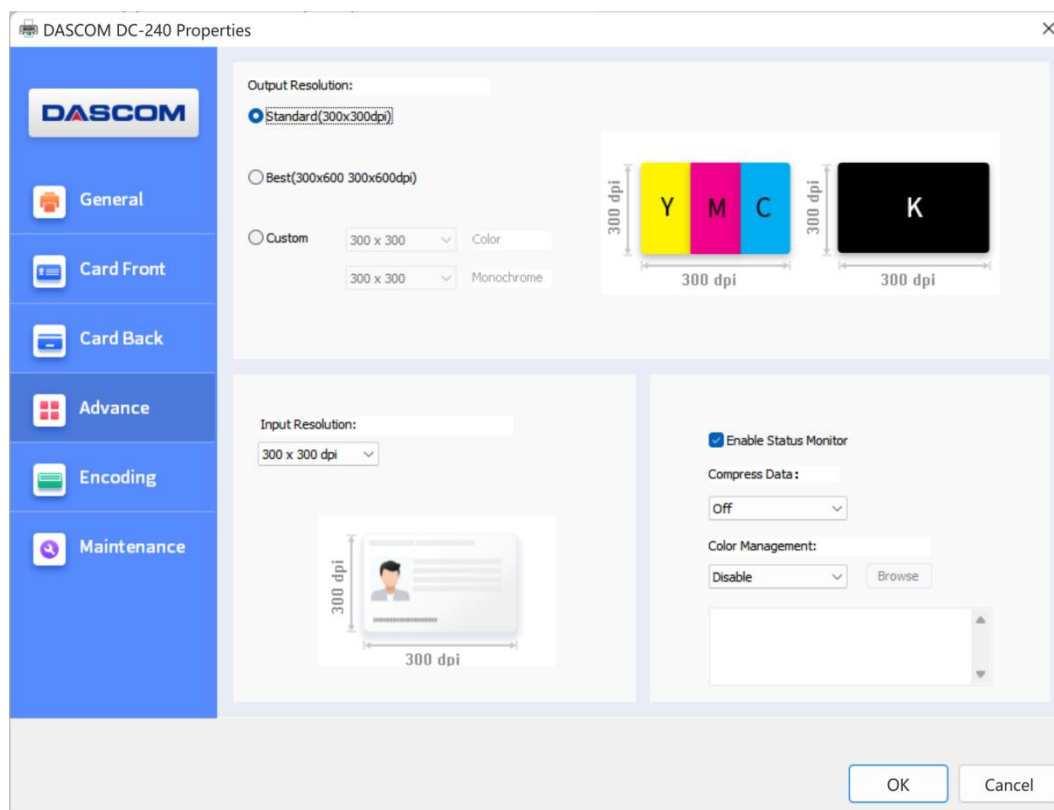 DASCOM DC-240 Properties
DASCOM
General
Card Front
Card Back
Advance
Encoding
Maintenance
Output Resolution:
Standard(300x300dpi)
Best(300x600 300x600dpi)
Custom
300 x 300
Color
300 x 300
Monochrome
300 dpi
Y M C
300 dpi
300 dpi
K
300 dpi
Input Resolution:
300 x 300 dpi
300 dpi
300 dpi
Enable Status Monitor
Compress Data:
Off
Color Management:
Disable
Browse
OK
Cancel